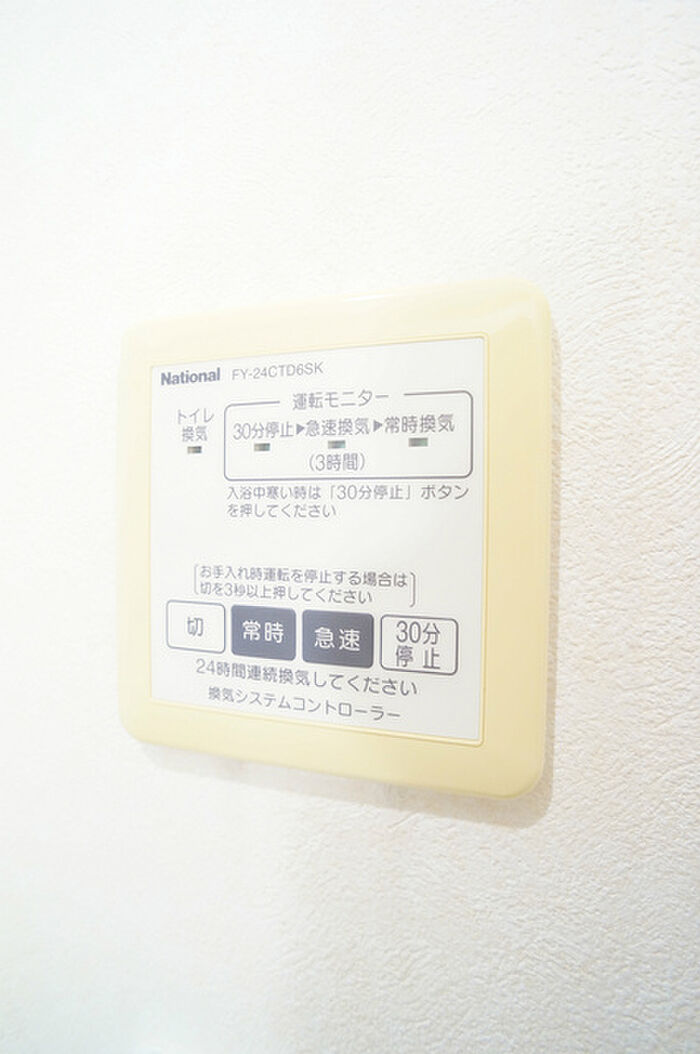 National FY-24CTD6SK
トイレ
換気
運転モニター
30分停止▶急速換気▶常時換気
(3時間)
入浴中寒い時は「30分停止」ボタン
を押してください
お手入れ時運転を停止する場合は
切を3秒以上押してください
切 常時 急速 30分
停止
24時間連続換気してください
換気システムコントローラー